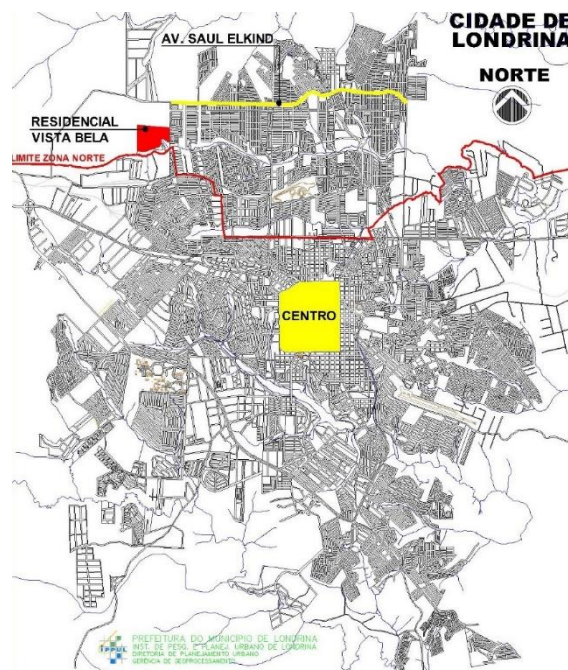 CIDADE DE
LONDRINA
NORTE
AV. SAUL ELKIND
RESIDENCIAL
VISTA BELA
LIMITE ZONA NORTE
CENTRO
IPPUL
PREFEITURA DO MUNICÍPIO DE LONDRINA
INST. DE PESQ. E PLANEJ. URBANO DE LONDRINA
DIRETORIA DE PLANEJAMENTO URBANO
GERÊNCIA DE GEOPROCESSAMENTO